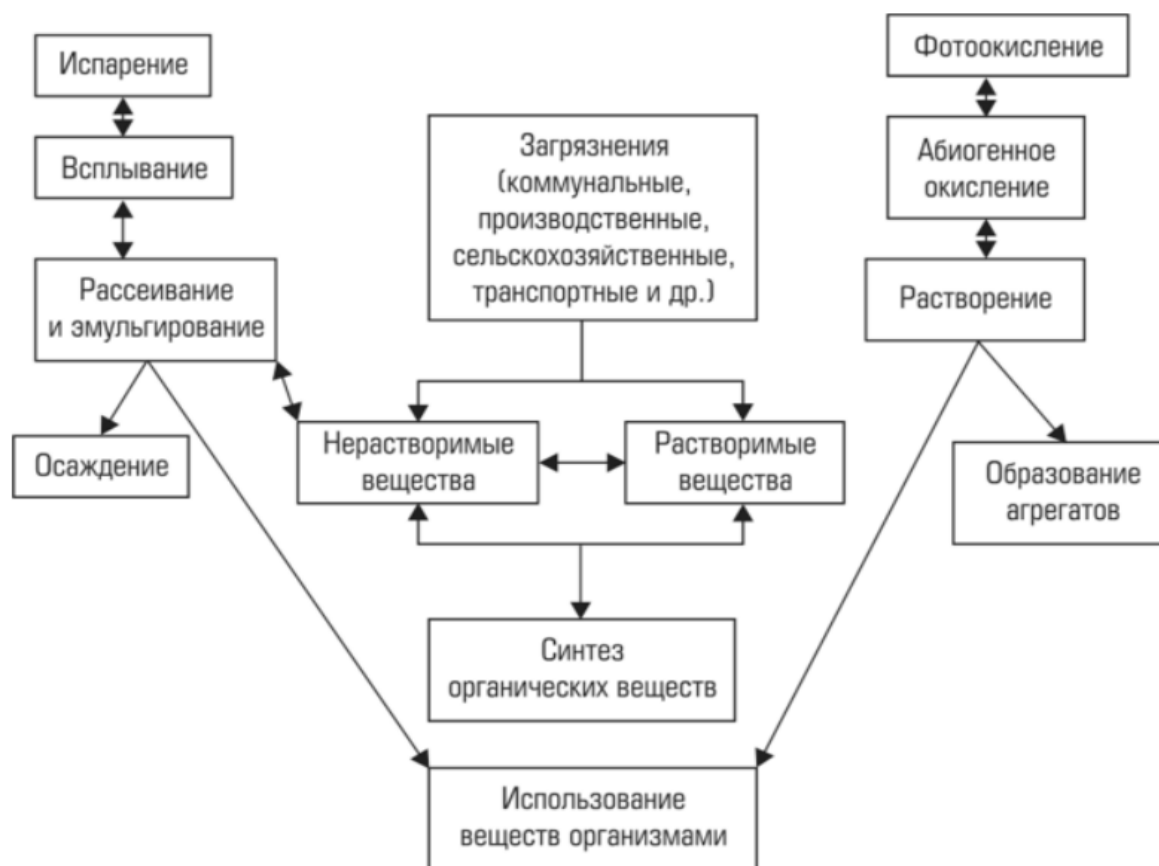 Испарение
Всплывание
Рассеивание
и эмульгирование
Осаждение
Загрязнения
(коммунальные,
производственные,
сельскохозяйственные,
транспортные и др.)
Нерастворимые
вещества
Растворимые
вещества
Синтез
органических веществ
Использование
веществ организмами
Фотоокисление
Абиогенное
окисление
Растворение
Образование
агрегатов